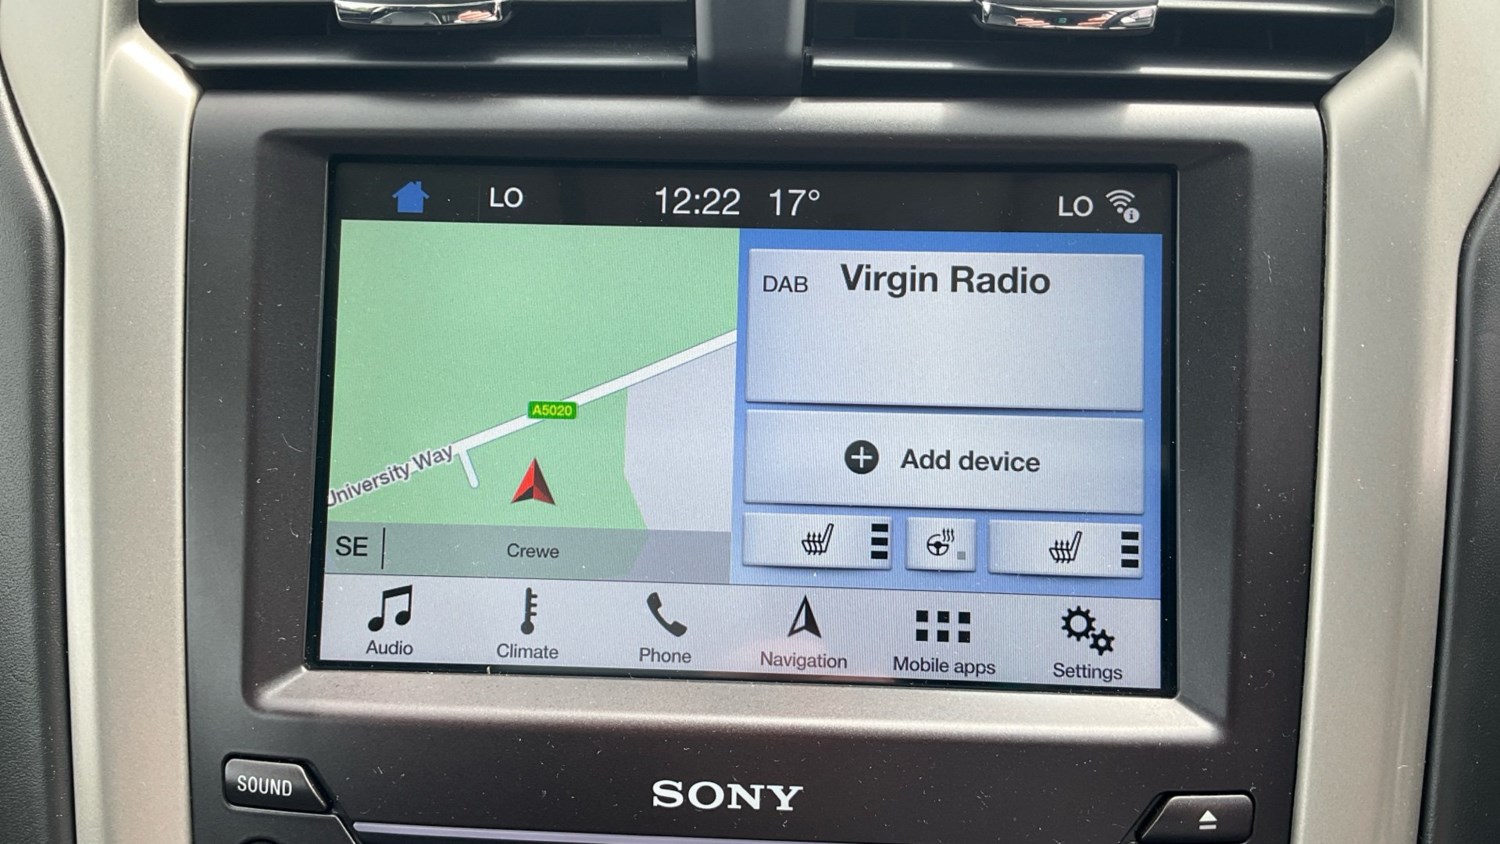 LO 12:22 17° LO
DAB Virgin Radio
A5020
University Way
Add device
SE Crewe
Audio Climate Phone Navigation Mobile apps Settings
SOUND SONY